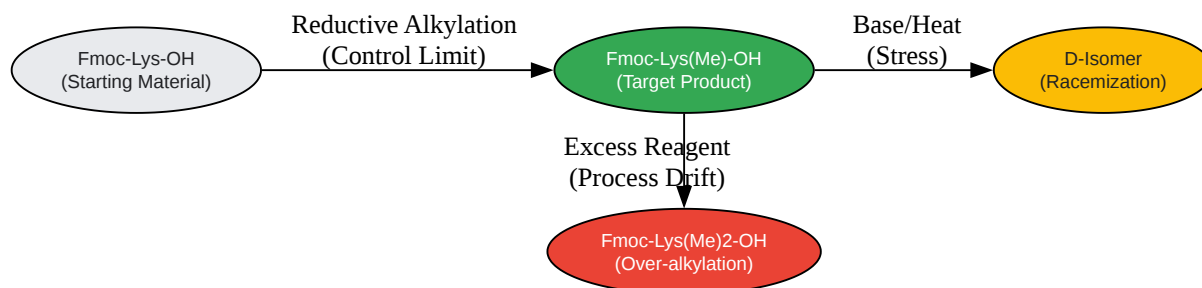 Fmoc-Lys-OH
(Starting Material)
Reductive Alkylation
(Control Limit)
Fmoc-Lys(Me)-OH
(Target Product)
Base/Heat
(Stress)
D-Isomer
(Racemization)
Excess Reagent
(Process Drift)
Fmoc-Lys(Me)2-OH
(Over-alkylation)